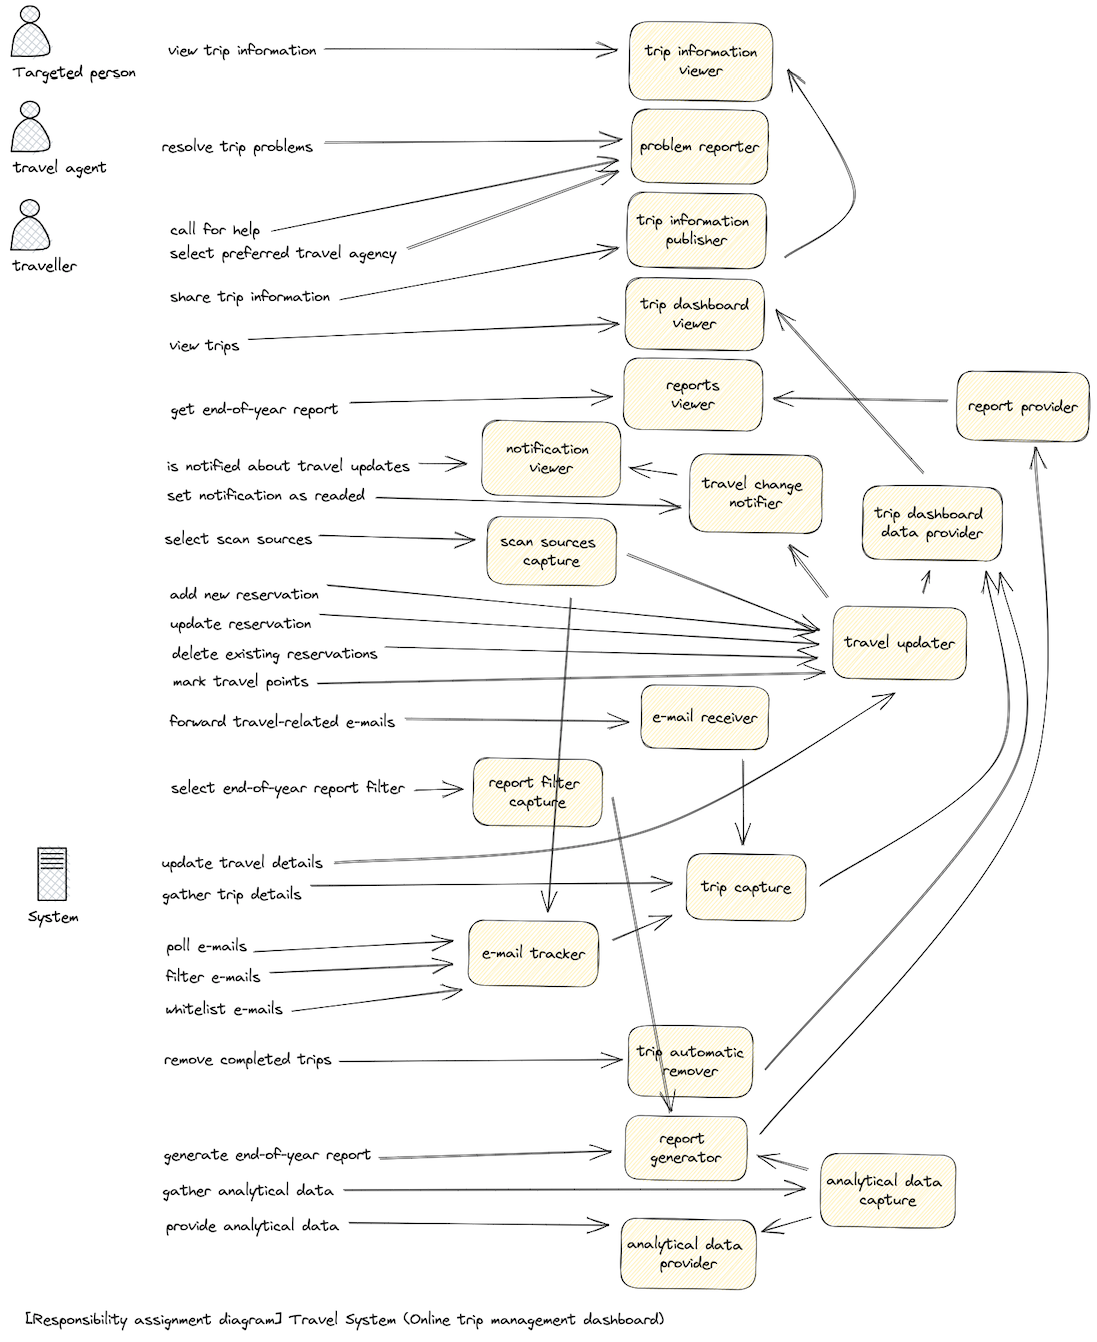 Targeted person
view trip information
trip information
viewer
travel agent
resolve trip problems
problem reporter
traveller
call for help
select preferred travel agency
trip information
publisher
share trip information
trip dashboard
viewer
view trips
reports
viewer
get end-of-year report
report provider
notification
viewer
is notified about travel updates
set notification as readed
travel change
notifier
trip dashboard
data provider
select scan sources
scan sources
capture
add new reservation
update reservation
delete existing reservations
mark travel points
travel updater
forward travel-related e-mails
e-mail receiver
select end-of-year report filter
report filter
capture
System
update travel details
gather trip details
trip capture
poll e-mails
filter e-mails
whitelist e-mails
e-mail tracker
remove completed trips
trip automatic
remover
generate end-of-year report
report
generator
gather analytical data
analytical data
capture
provide analytical data
analytical data
provider
[Responsibility assignment diagram] Travel System (Online trip management dashboard)